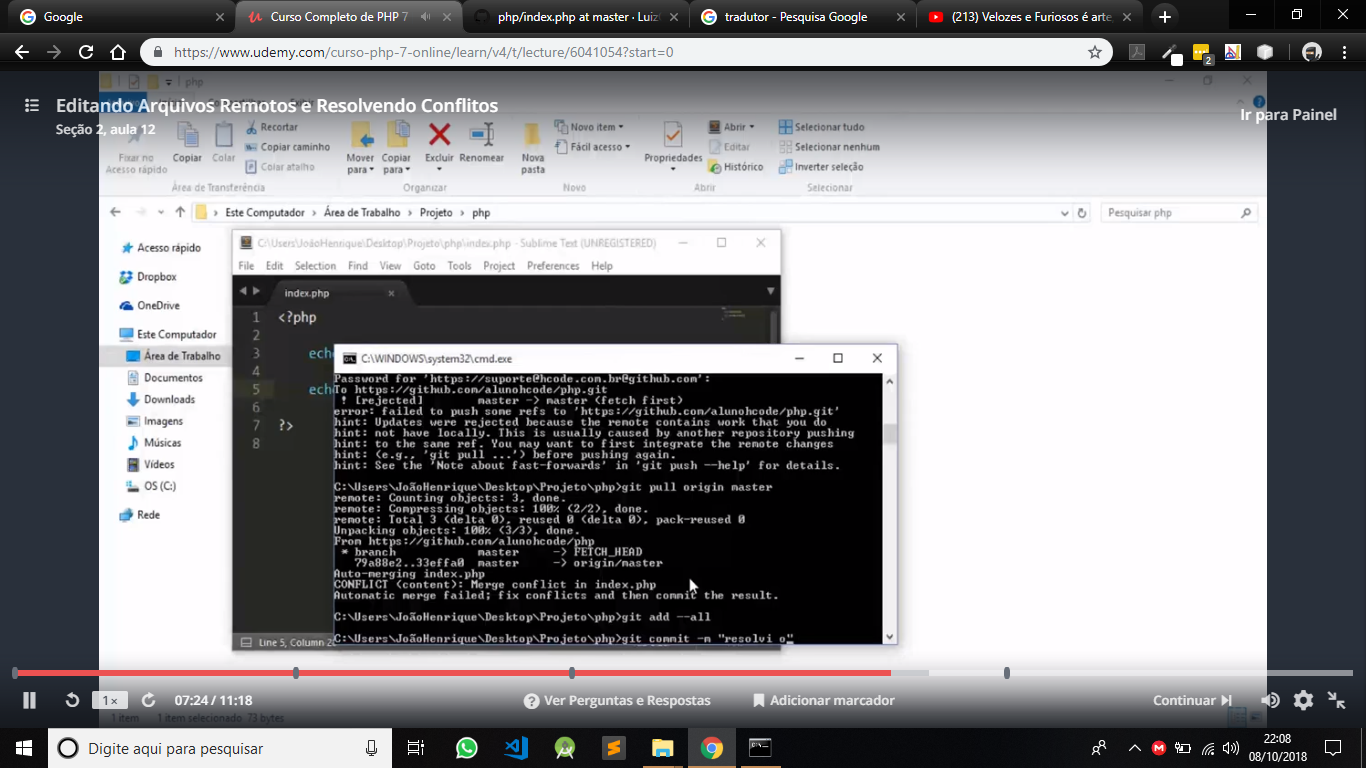 Google
Curso Completo de PHP 7
php/index.php at master · Luiz
tradutor - Pesquisa Google
(213) Velozes e Furiosos é arte
https://www.udemy.com/curso-php-7-online/learn/v4/t/lecture/6041054?start=0
2
php
Editando Arquivos Remotos e Resolvendo Conflitos
Seção 2, aula 12
Ir para Painel
Fixar no
Acesso rápido
Copiar
Colar
Recortar
Copiar caminho
Colar atalho
Área de Transferência
Mover
para
Copiar
para
Excluir
Renomear
Organizar
Nova
pasta
Novo item
Fácil acesso
Novo
Propriedades
Abrir
Editar
Histórico
Abrir
Selecionar tudo
Selecionar nenhum
Inverter seleção
Selecionar
Este Computador > Área de Trabalho > Projeto > php
Pesquisar php
Acesso rápido
Dropbox
OneDrive
Este Computador
Área de Trabalho
Documentos
Downloads
Imagens
Músicas
Vídeos
OS (C:)
Rede
C:\Users\JoãoHenrique\Desktop\Projeto\php\index.php - Sublime Text (UNREGISTERED)
File Edit Selection Find View Goto Tools Project Preferences Help
index.php
1 <?php
2
3 echo
4
5 echo
6
7 ?>
8
Line 5, Column 20
C:\WINDOWS\system32\cmd.exe
Password for 'https://suporte@hcode.com.br@github.com':
To https://github.com/alunohcode/php.git
! [rejected] master -> master (fetch first)
error: failed to push some refs to 'https://github.com/alunohcode/php.git'
hint: Updates were rejected because the remote contains work that you do
hint: not have locally. This is usually caused by another repository pushing
hint: to the same ref. You may want to first integrate the remote changes
hint: (e.g., 'git pull ...') before pushing again.
hint: See the 'Note about fast-forwards' in 'git push --help' for details.
C:\Users\JoãoHenrique\Desktop\Projeto\php>git pull origin master
remote: Counting objects: 3, done.
remote: Compressing objects: 100% (2/2), done.
remote: Total 3 (delta 0), reused 0 (delta 0), pack-reused 0
Unpacking objects: 100% (3/3), done.
From https://github.com/alunohcode/php
* branch master -> FETCH_HEAD
79a88e2..33effa0 master -> origin/master
Auto-merging index.php
CONFLICT (content): Merge conflict in index.php
Automatic merge failed; fix conflicts and then commit the result.
C:\Users\JoãoHenrique\Desktop\Projeto\php>git add --all
C:\Users\JoãoHenrique\Desktop\Projeto\php>git commit -m "resolvi o"
1x
07:24 / 11:18
Ver Perguntas e Respostas
Adicionar marcador
Continuar
1 item 1 item selecionado 73 bytes
Digite aqui para pesquisar
22:08
08/10/2018